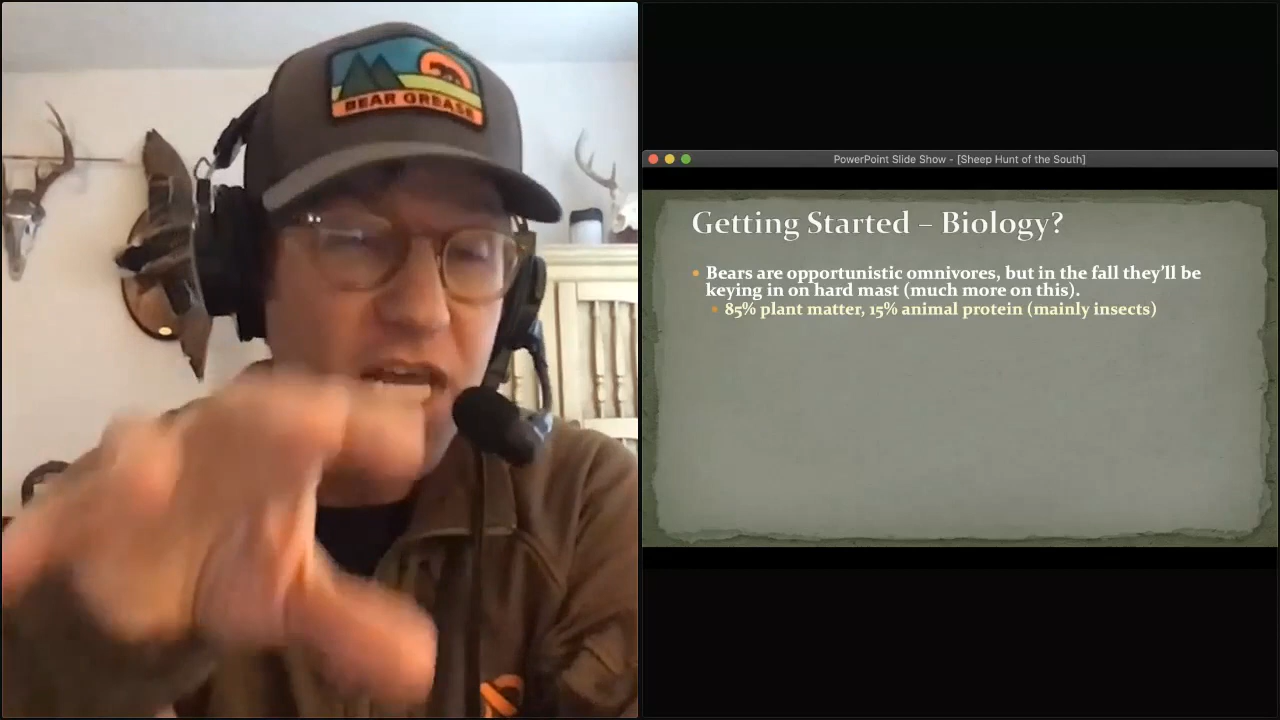 BEAR GREASE
PowerPoint Slide Show - [Sheep Hunt of the South]
Getting Started – Biology?
• Bears are opportunistic omnivores, but in the fall they'll be
keying in on hard mast (much more on this).
• 85% plant matter, 15% animal protein (mainly insects)